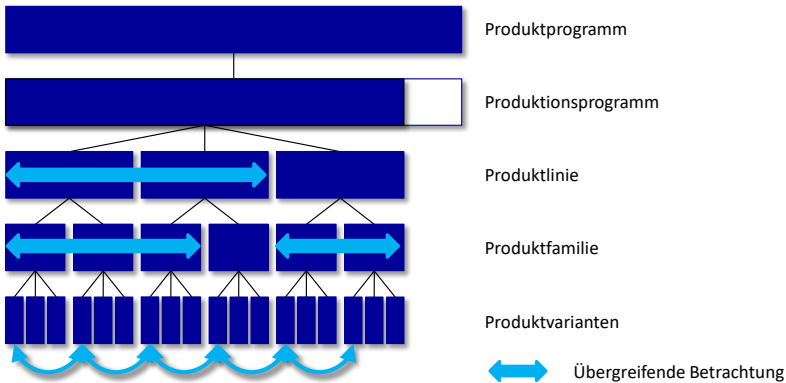 Produktprogramm
Produktionsprogramm
Produktlinie
Produktfamilie
Produktvarianten
Übergreifende Betrachtung